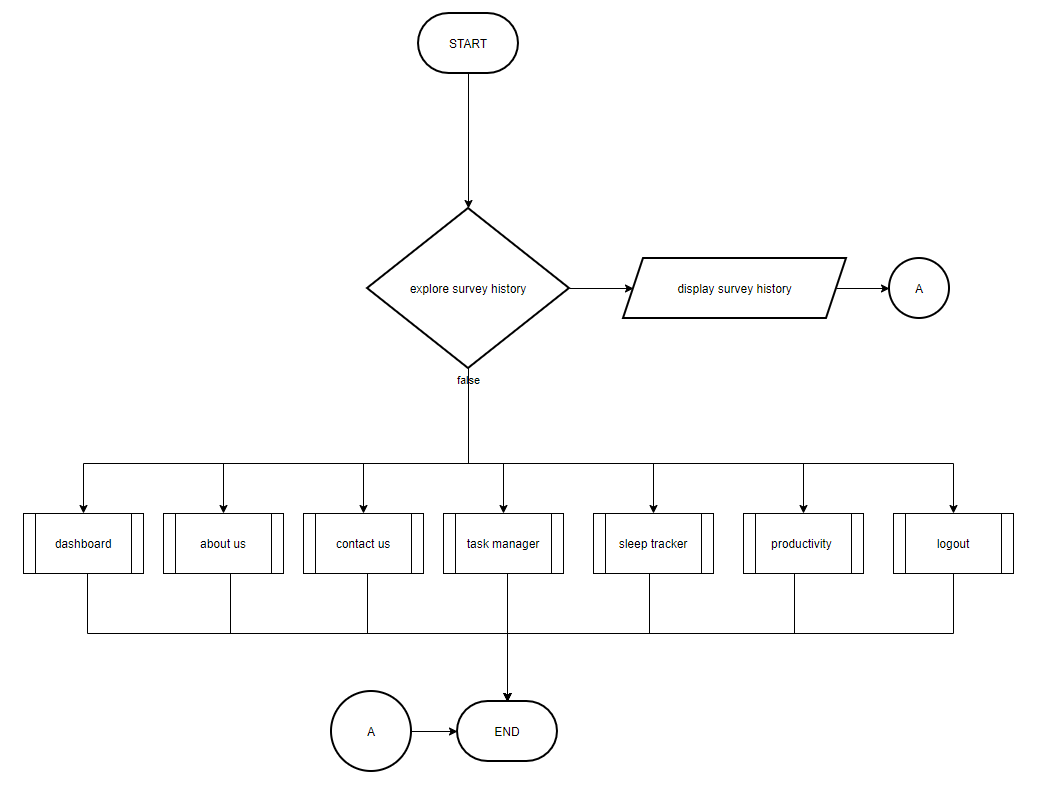 START
explore survey history
display survey history
A
false
dashboard
about us
contact us
task manager
sleep tracker
productivity
logout
A
END